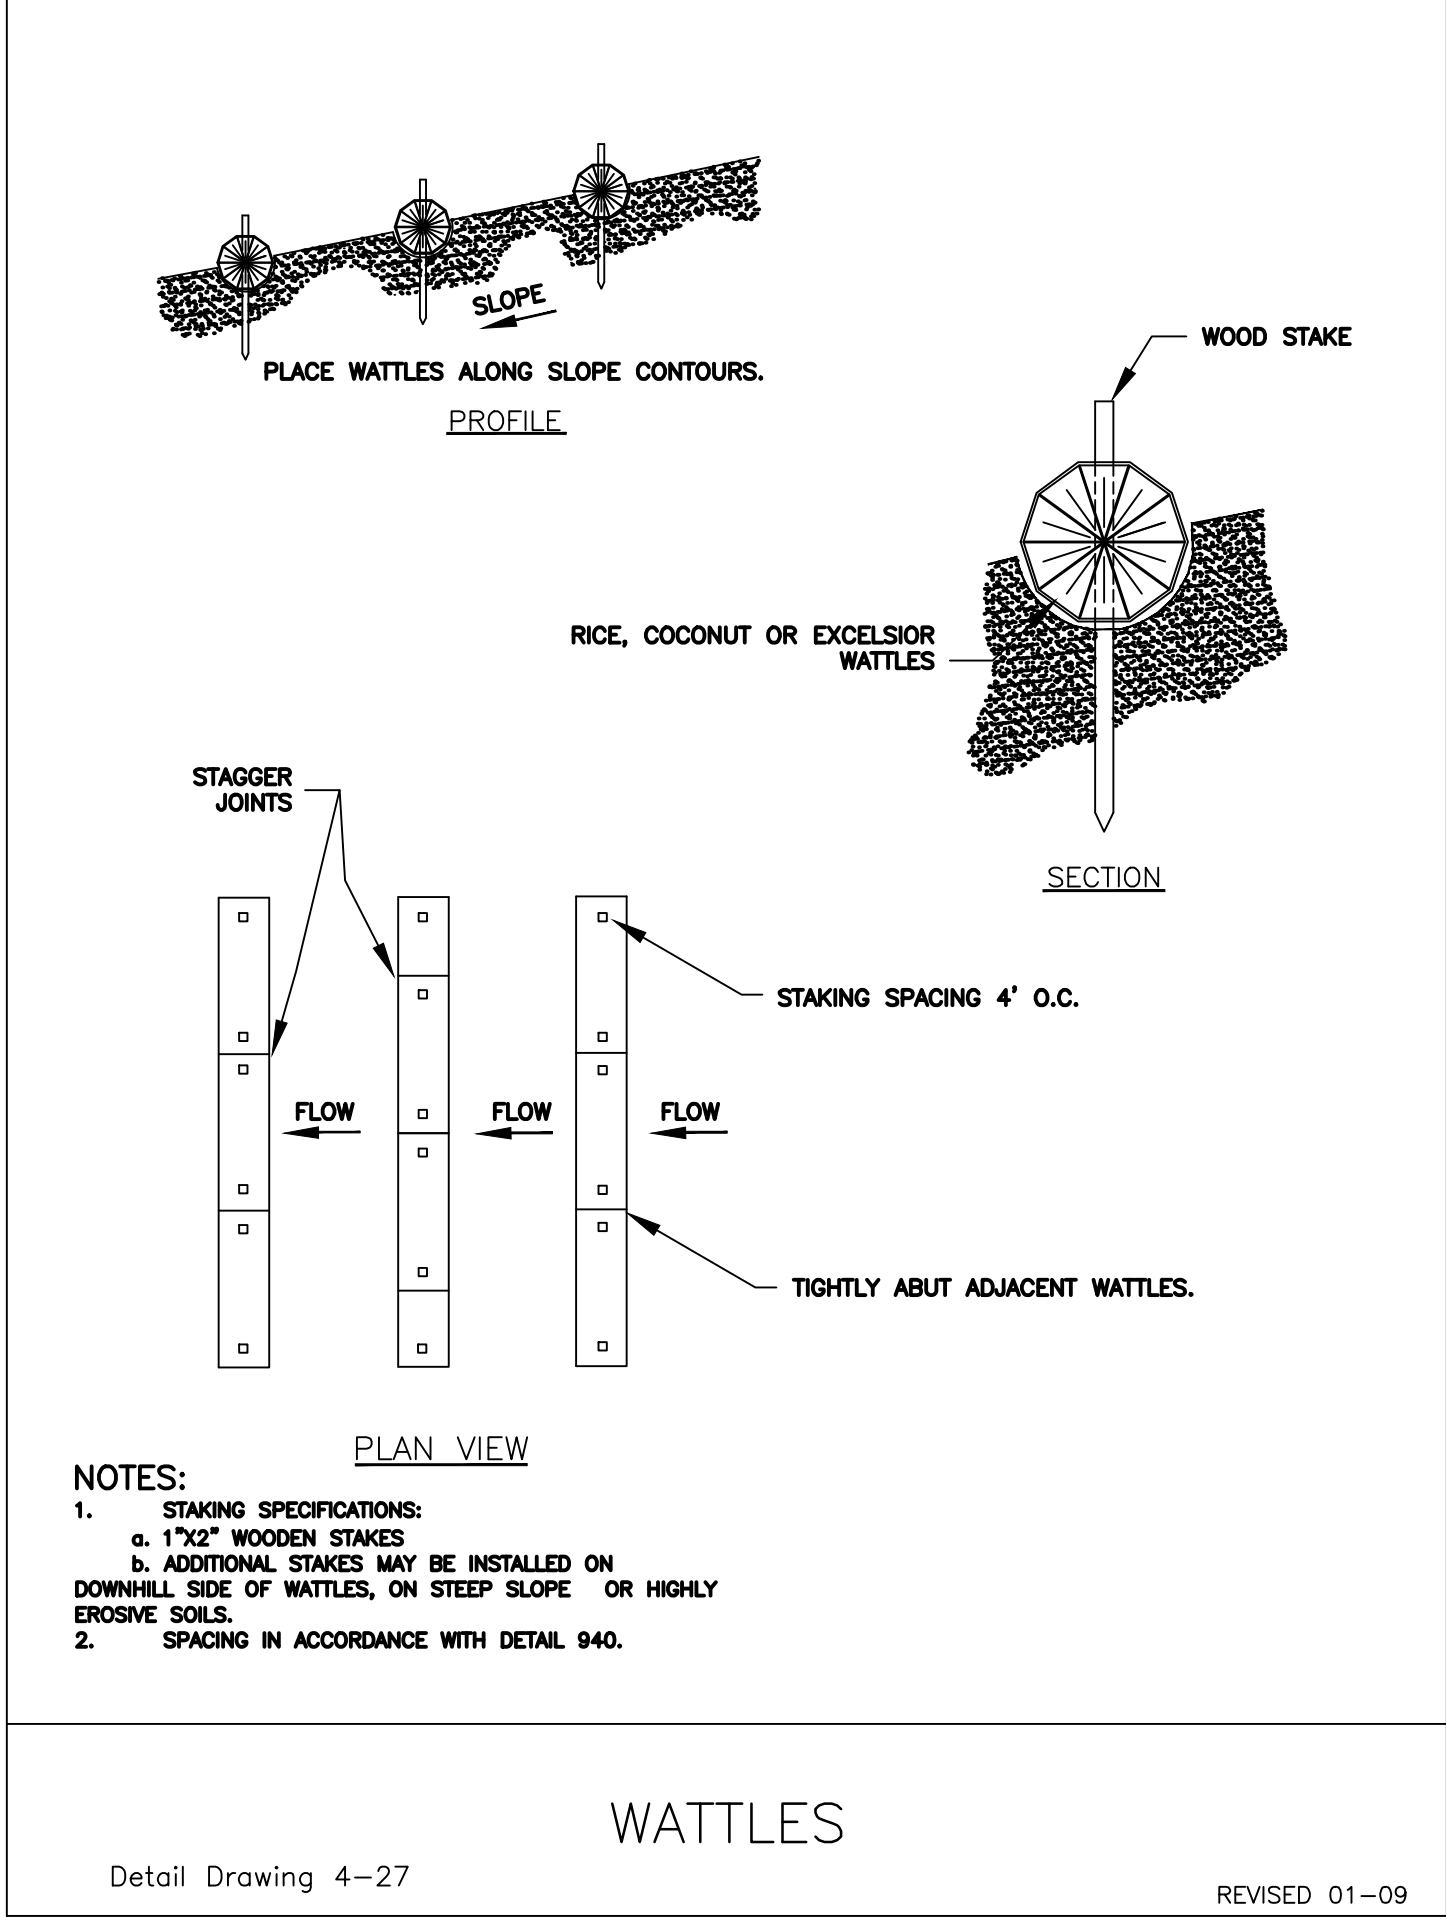 SLOPE
PLACE WATTLES ALONG SLOPE CONTOURS.
PROFILE
WOOD STAKE
RICE, COCONUT OR EXCELSIOR
WATTLES
SECTION
STAGGER
JOINTS
STAKING SPACING 4' O.C.
FLOW
FLOW
FLOW
TIGHTLY ABUT ADJACENT WATTLES.
PLAN VIEW
NOTES:
1. STAKING SPECIFICATIONS:
a. 1"X2" WOODEN STAKES
b. ADDITIONAL STAKES MAY BE INSTALLED ON
DOWNHILL SIDE OF WATTLES, ON STEEP SLOPE OR HIGHLY
EROSIVE SOILS.
2. SPACING IN ACCORDANCE WITH DETAIL 940.
WATTLES
Detail Drawing 4-27
REVISED 01-09